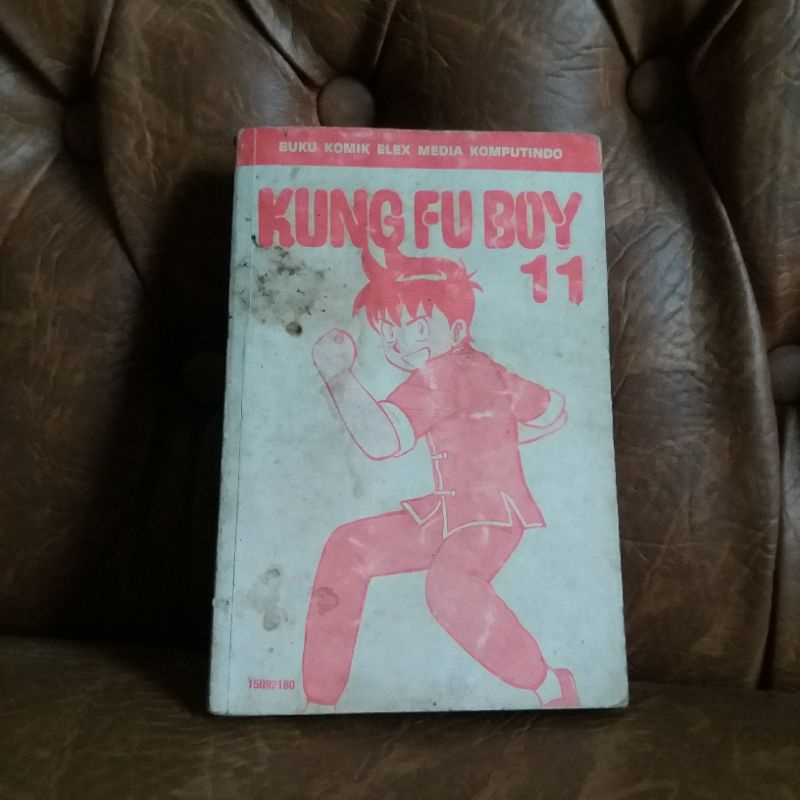 BUKU KOMIK ELEX MEDIA KOMPUTINDO
KUNG FU BOY
11
15092180